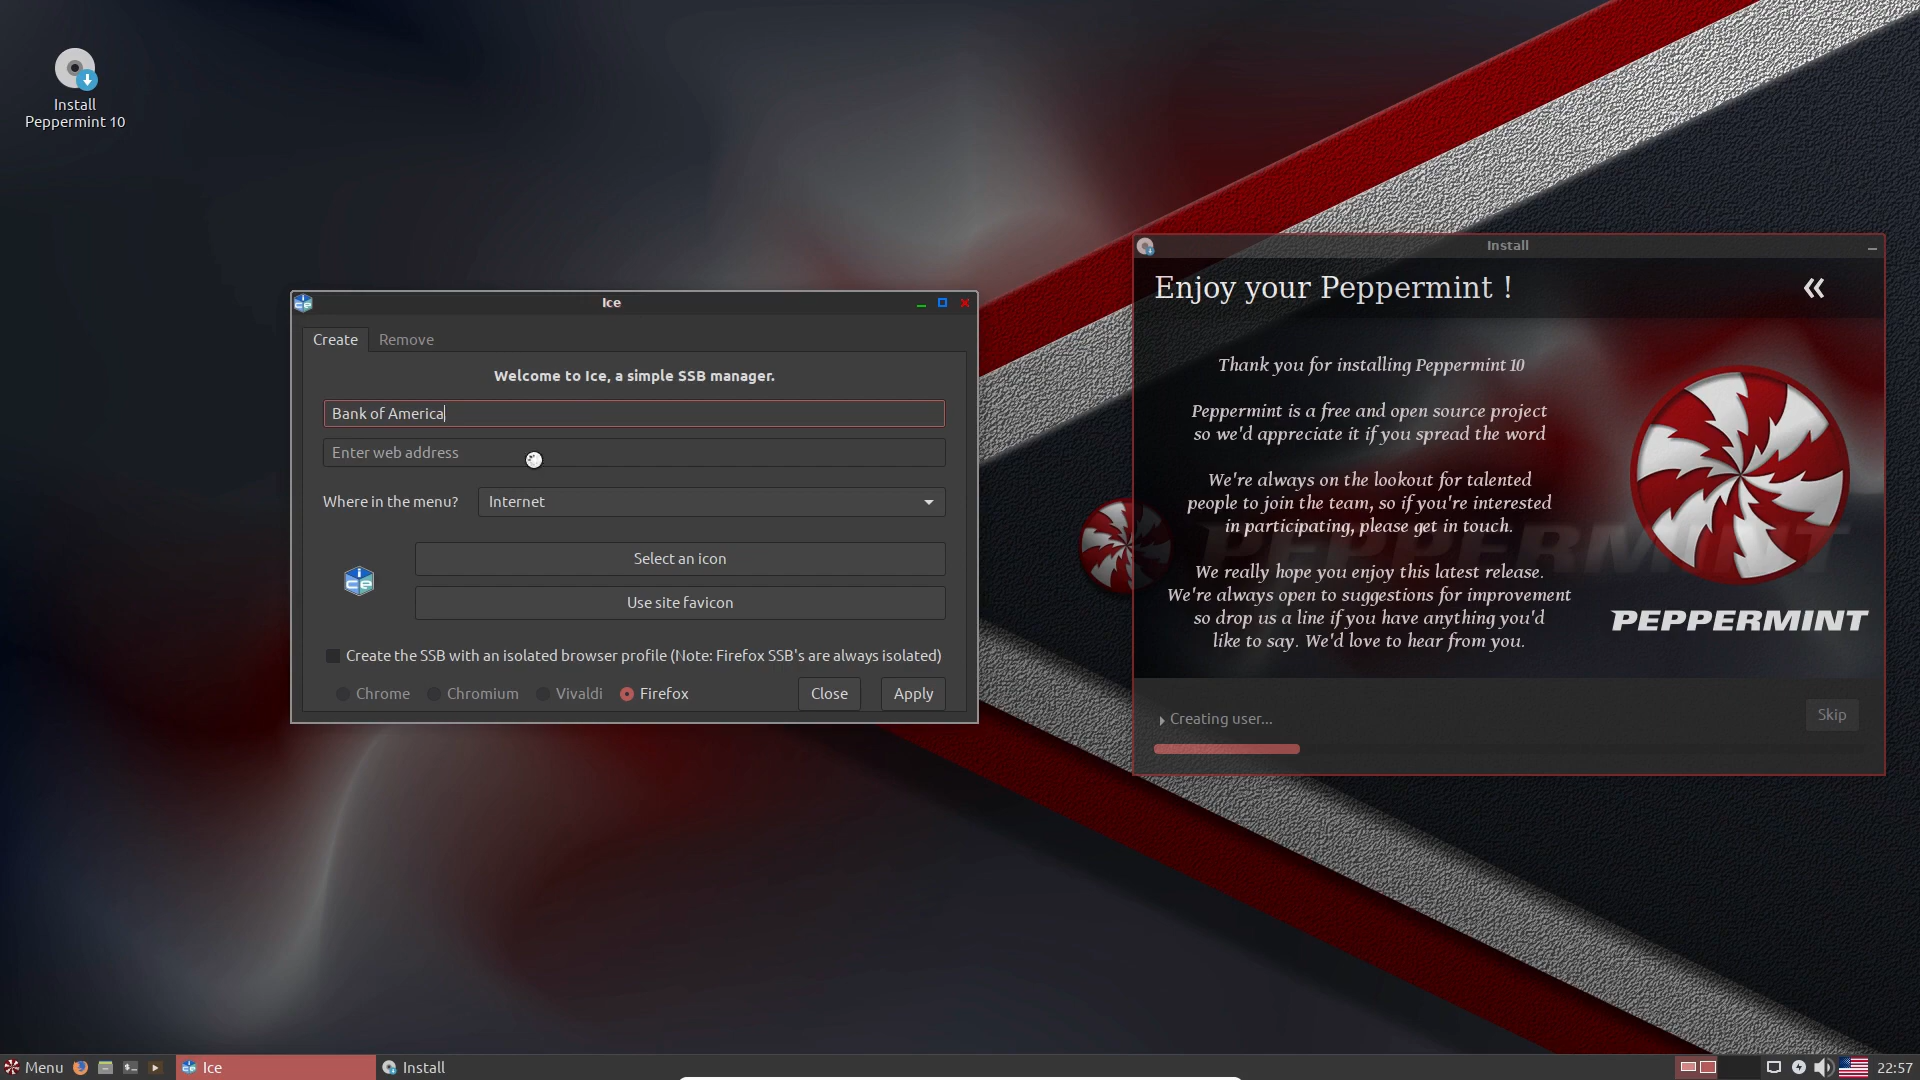 Install
Peppermint 10
Ice
Create
Remove
Welcome to Ice, a simple SSB manager.
Bank of America
Enter web address
Where in the menu?
Internet
Select an icon
Use site favicon
Create the SSB with an isolated browser profile (Note: Firefox SSB's are always isolated)
Chrome
Chromium
Vivaldi
Firefox
Close
Apply
Install
Enjoy your Peppermint !
Thank you for installing Peppermint 10
Peppermint is a free and open source project
so we'd appreciate it if you spread the word
We're always on the lookout for talented
people to join the team, so if you're interested
in participating, please get in touch.
We really hope you enjoy this latest release.
We're always open to suggestions for improvement
so drop us a line if you have anything you'd
like to say. We'd love to hear from you.
PEPPERMINT
PEPPERMINT
Creating user...
Skip
Menu
Ice
Install
22:57